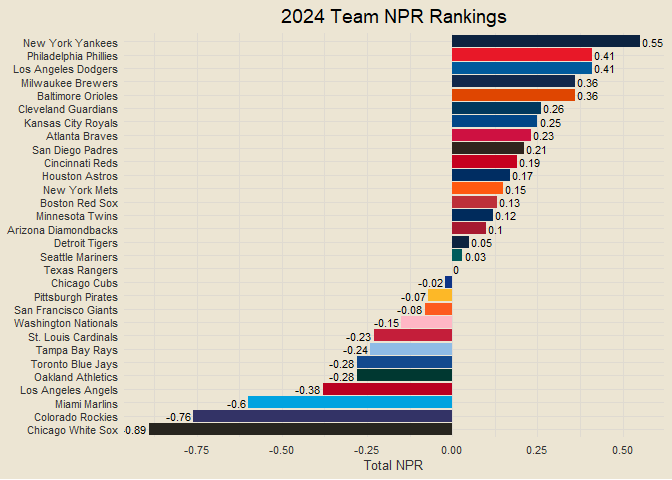 2024 Team NPR Rankings
New York Yankees 0.55
Philadelphia Phillies 0.41
Los Angeles Dodgers 0.41
Milwaukee Brewers 0.36
Baltimore Orioles 0.36
Cleveland Guardians 0.26
Kansas City Royals 0.25
Atlanta Braves 0.23
San Diego Padres 0.21
Cincinnati Reds 0.19
Houston Astros 0.17
New York Mets 0.15
Boston Red Sox 0.13
Minnesota Twins 0.12
Arizona Diamondbacks 0.1
Detroit Tigers 0.05
Seattle Mariners 0.03
Texas Rangers 0
Chicago Cubs -0.02
Pittsburgh Pirates -0.07
San Francisco Giants -0.08
Washington Nationals -0.15
St. Louis Cardinals -0.23
Tampa Bay Rays -0.24
Toronto Blue Jays -0.28
Oakland Athletics -0.28
Los Angeles Angels -0.38
Miami Marlins -0.6
Colorado Rockies -0.76
Chicago White Sox -0.89
-0.75 -0.50 -0.25 0.00 0.25 0.50
Total NPR